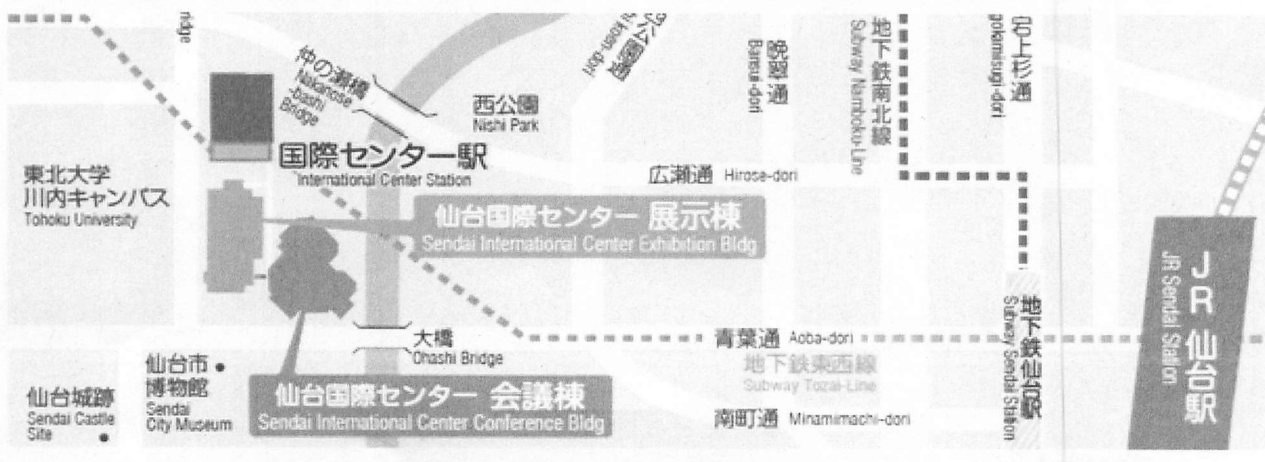 ridge
仲の瀬橋
Nakanose
-bashi
Bridge
西公園
Nishi Park
晩翠通
Bansui-dori
地下鉄南北線
Subway Namboku-Line
上杉通
gokamisugi-dori
国際センター駅
International Center Station
東北大学
川内キャンパス
Tohoku University
広瀬通 Hirose-dori
仙台国際センター 展示棟
Sendai International Center Exhibition Bldg
大橋
Ohashi Bridge
青葉通 Aoba-dori
地下鉄東西線
Subway Tozai-Line
南町通 Minamimachi-dori
地下鉄仙台駅
Subway Sendai Station
JR仙台駅
JR Sendai Station
仙台市
博物館
Sendai
City Museum
仙台城跡
Sendai Castle
Site
仙台国際センター 会議棟
Sendai International Center Conference Bldg